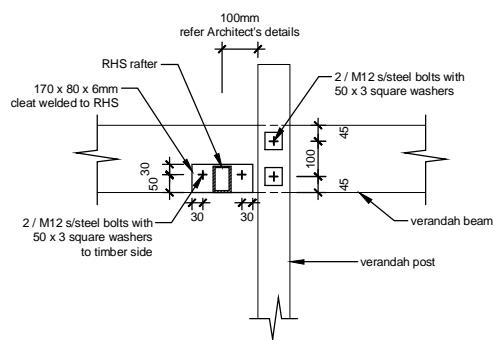 100mm
refer Architect's details
RHS rafter
2 / M12 s/steel bolts with
50 x 3 square washers
170 x 80 x 6mm
cleat welded to RHS
45
100
45
30
50
30
30
2 / M12 s/steel bolts with
50 x 3 square washers
to timber side
verandah beam
verandah post